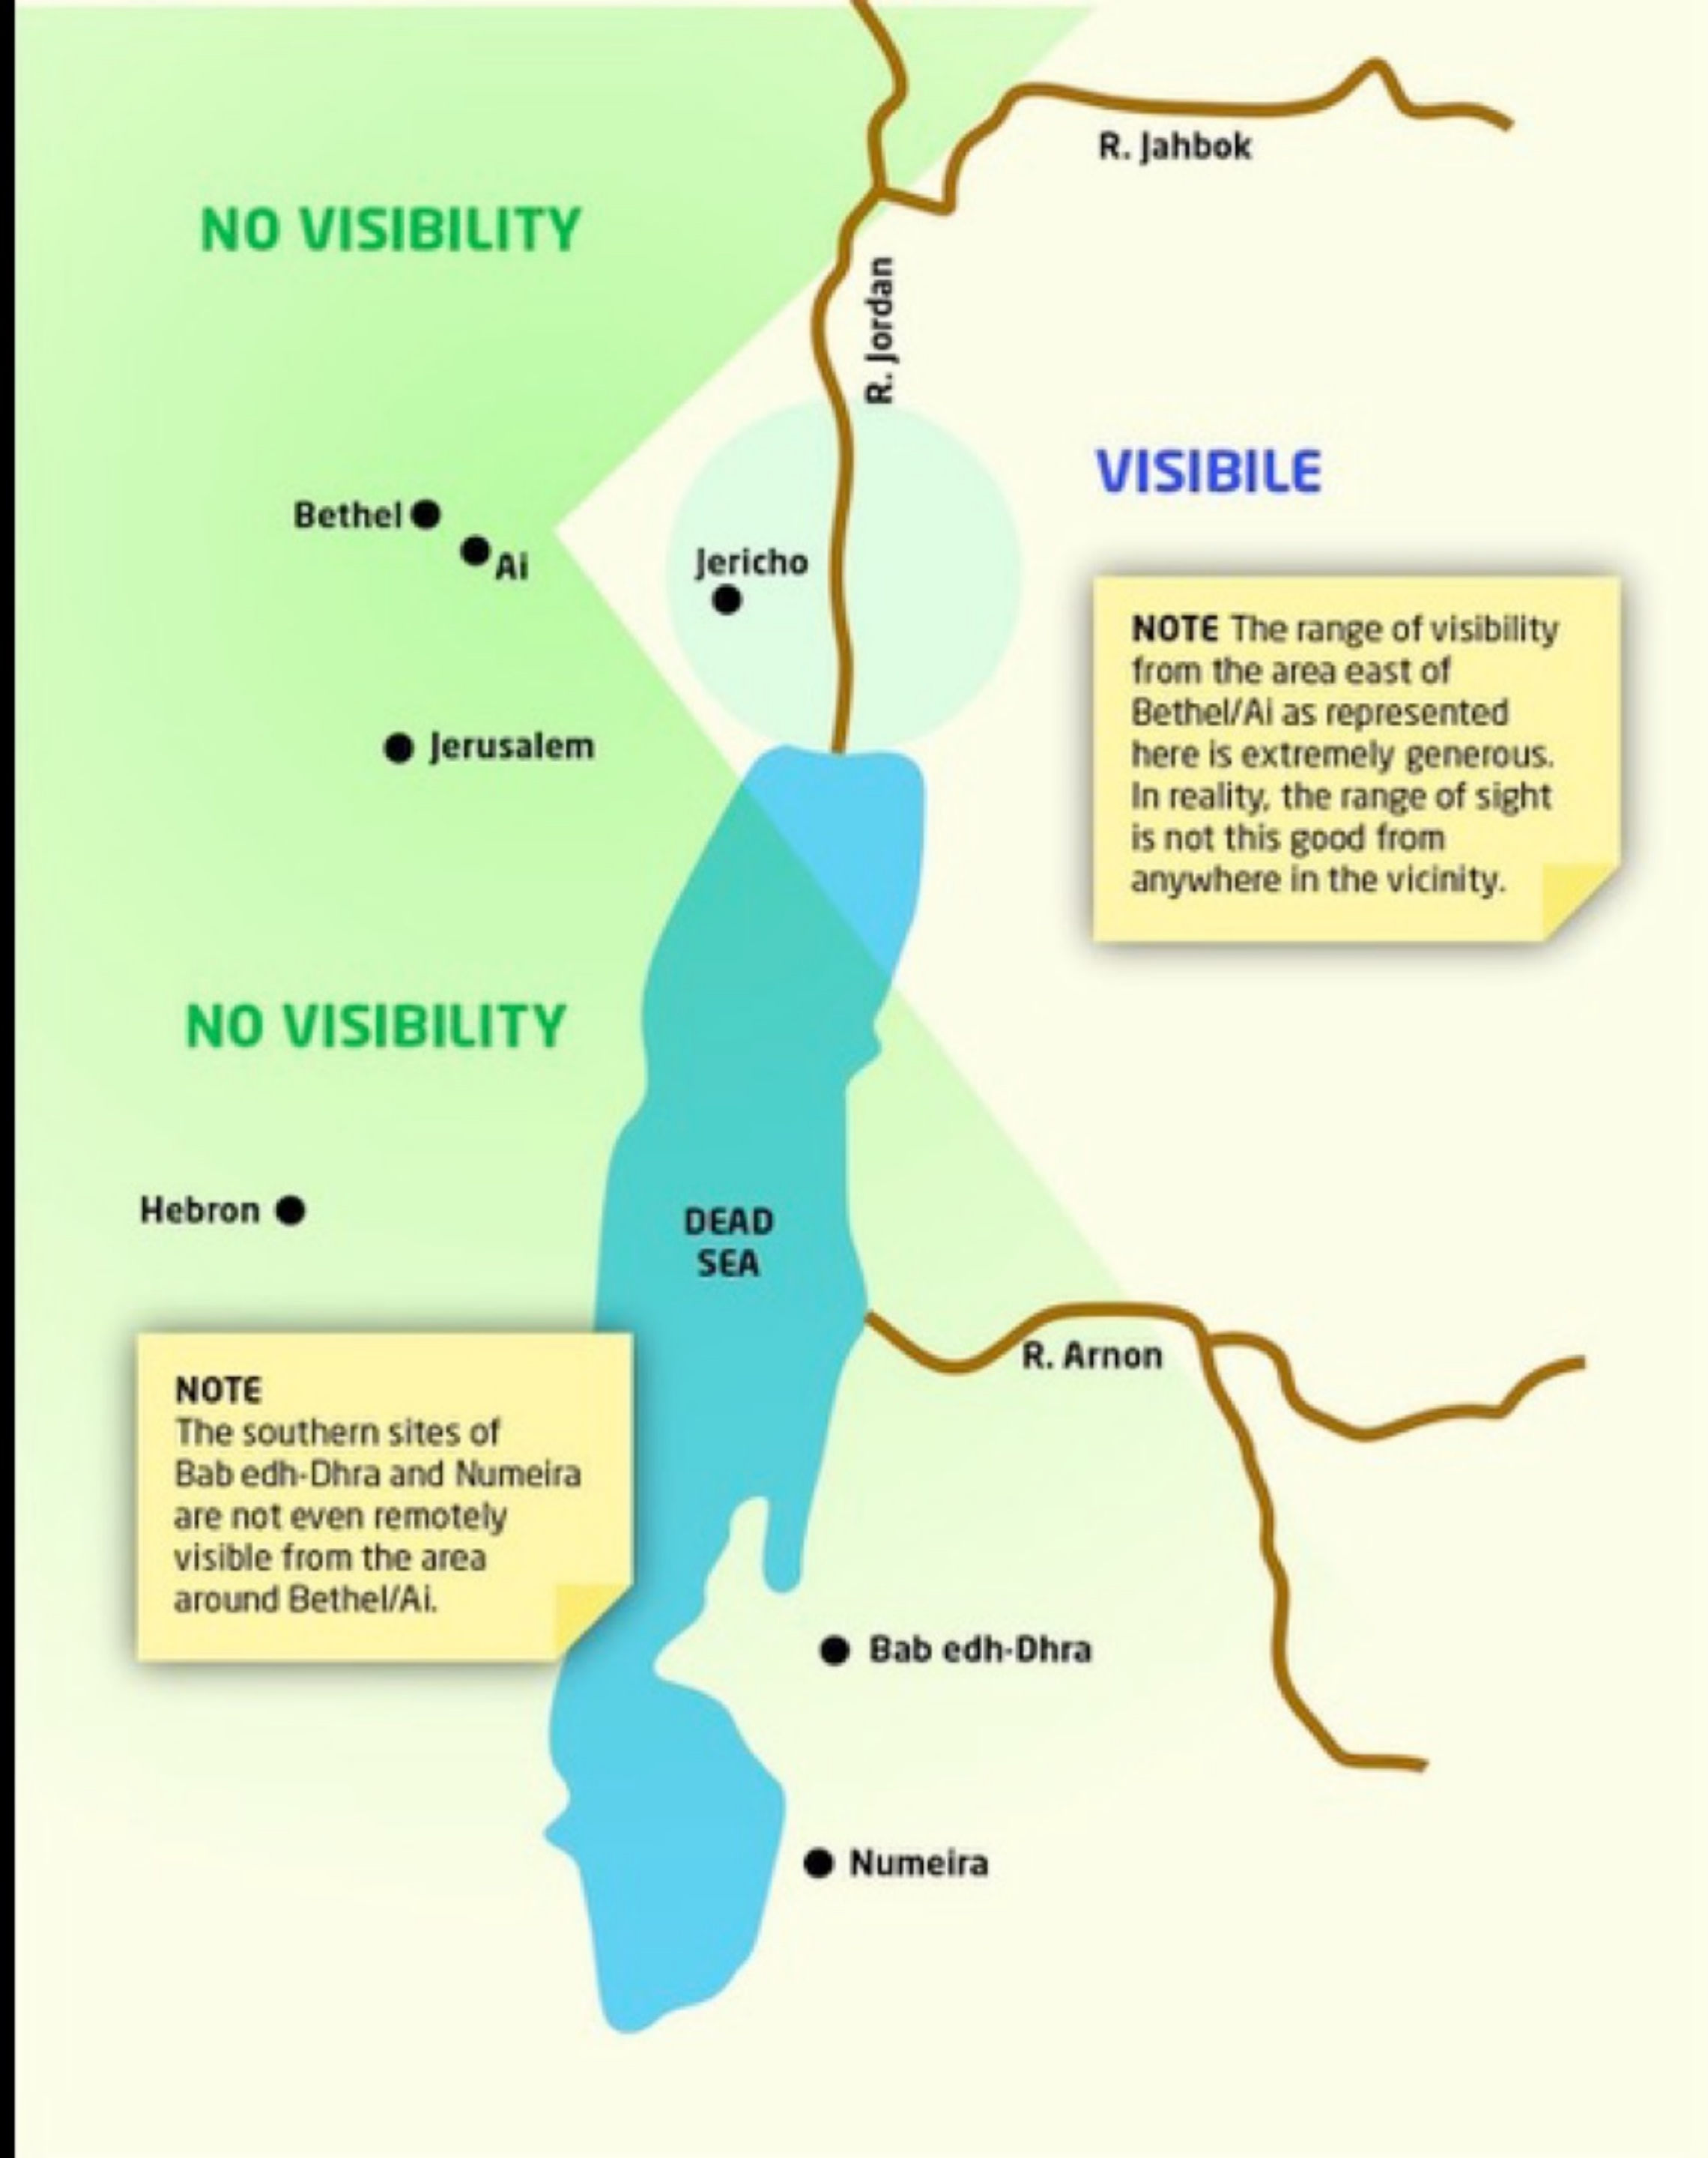 R. Jahbok
NO VISIBILITY
R. Jordan
VISIBILE
Bethel
Ai
Jericho
NOTE The range of visibility
from the area east of
Bethel/Ai as represented
here is extremely generous.
In reality, the range of sight
is not this good from
anywhere in the vicinity.
Jerusalem
NO VISIBILITY
Hebron
DEAD
SEA
R. Arnon
NOTE
The southern sites of
Bab edh-Dhra and Numeira
are not even remotely
visible from the area
around Bethel/Ai.
Bab edh-Dhra
Numeira